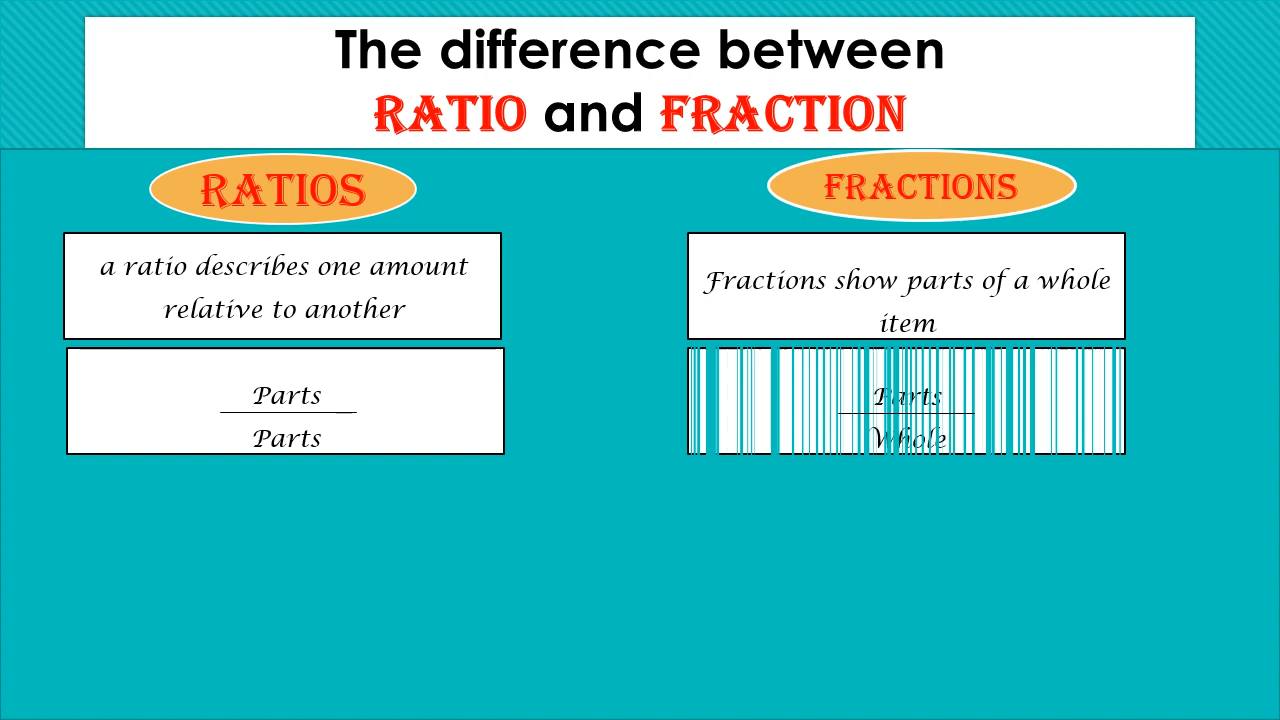 The difference between
RATIO and FRACTION
RATIOS
a ratio describes one amount
relative to another
Parts
Parts
FRACTIONS
Fractions show parts of a whole
item
Parts
Whole